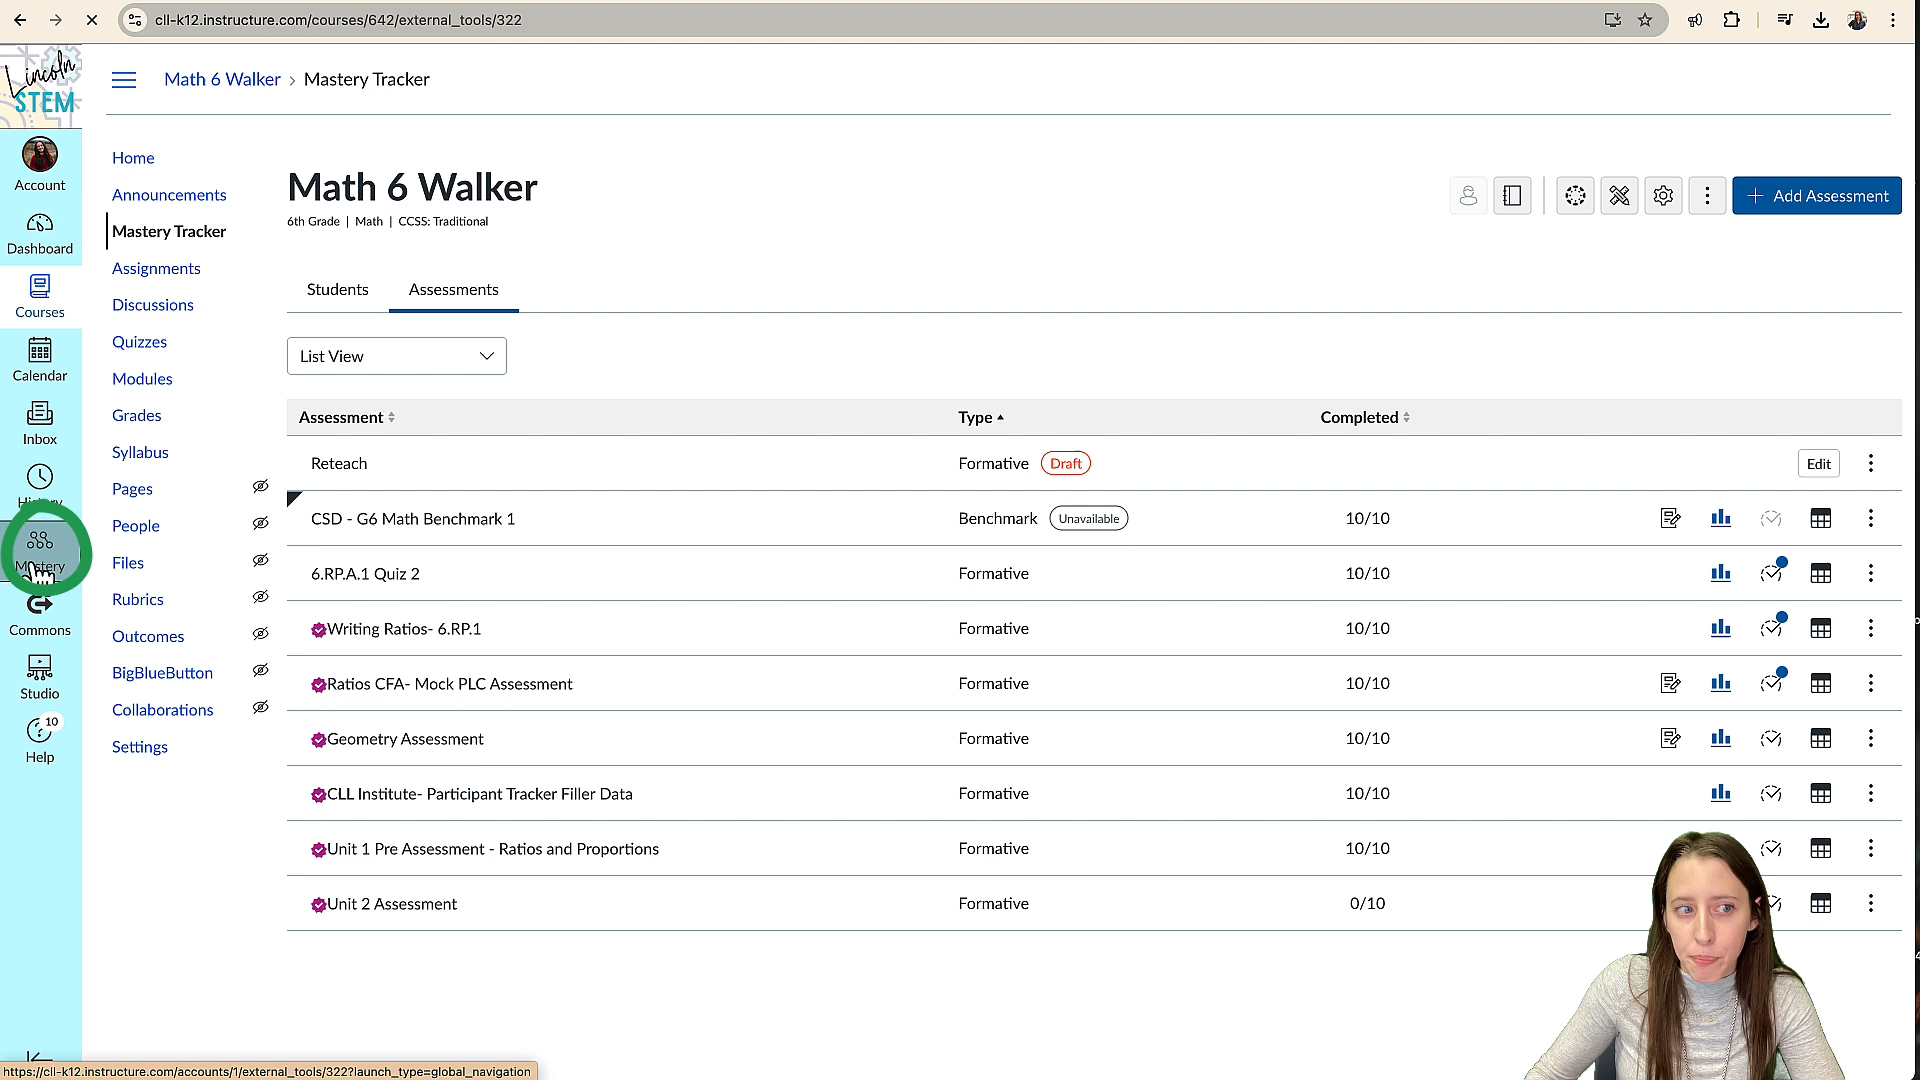 cll-k12.instructure.com/courses/642/external_tools/322
Lincoln
STEM
Account
Dashboard
Courses
Calendar
Inbox
History
Mastery
Commons
Studio
10
Help
Math 6 Walker > Mastery Tracker
Home
Announcements
Mastery Tracker
Assignments
Discussions
Quizzes
Modules
Grades
Syllabus
Pages
People
Files
Rubrics
Outcomes
BigBlueButton
Collaborations
Settings
Math 6 Walker
6th Grade | Math | CCSS: Traditional
+ Add Assessment
Students Assessments
List View
Assessment Type Completed
Reteach Formative Draft Edit
CSD - G6 Math Benchmark 1 Benchmark Unavailable 10/10
6.RP.A.1 Quiz 2 Formative 10/10
Writing Ratios- 6.RP.1 Formative 10/10
Ratios CFA- Mock PLC Assessment Formative 10/10
Geometry Assessment Formative 10/10
CLL Institute- Participant Tracker Filler Data Formative 10/10
Unit 1 Pre Assessment - Ratios and Proportions Formative 10/10
Unit 2 Assessment Formative 0/10
https://cll-k12.instructure.com/accounts/1/external_tools/322?launch_type=global_navigation